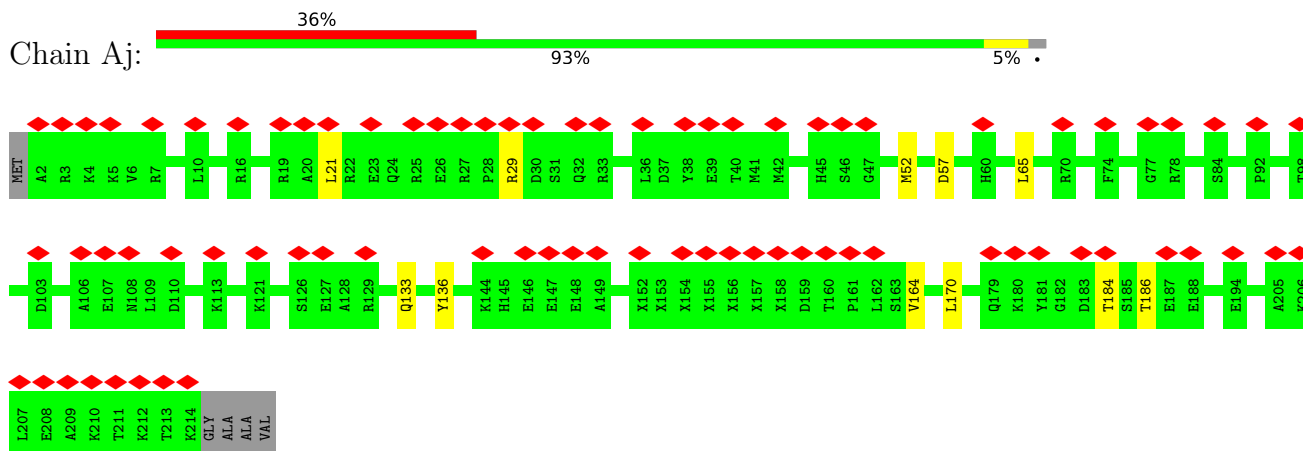 36%
Chain Aj:
93% 5% •
MET A2 R3 K4 K5 V6 R7 L10 R16 R19 A20 L21 R22 E23 Q24 R25 E26 R27 P28 R29 D30 S31 Q32 R33 L36 D37 Y38 E39 T40 M41 M42 H45 S46 G47 M52 D57 H60 L65 R70 F74 G77 R78 S84 P92 T98
D103 A106 E107 N108 L109 D110 K113 K121 S126 E127 A128 R129 Q133 Y136 K144 H145 E146 E147 E148 A149 X152 X153 X154 X155 X156 X157 X158 D159 T160 P161 L162 S163 V164 L170 Q179 K180 Y181 G182 D183 T184 S185 T186 E187 E188 E194 A205 K206
L207 E208 A209 K210 T211 K212 T213 K214 GLY ALA ALA VAL